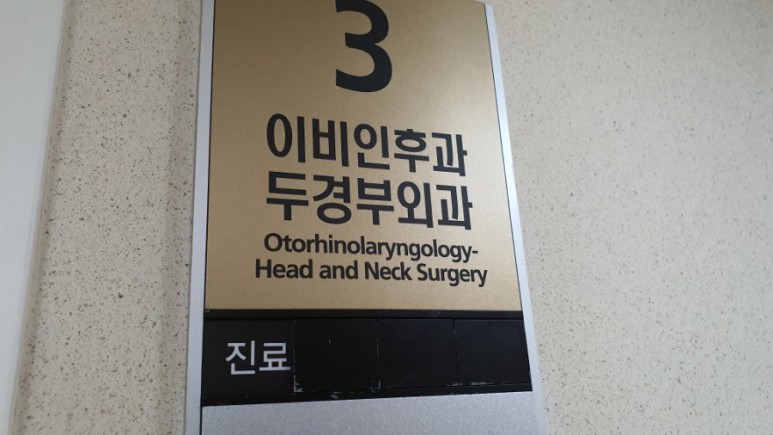 3
이비인후과
두경부외과
Otorhinolaryngology-
Head and Neck Surgery
진료